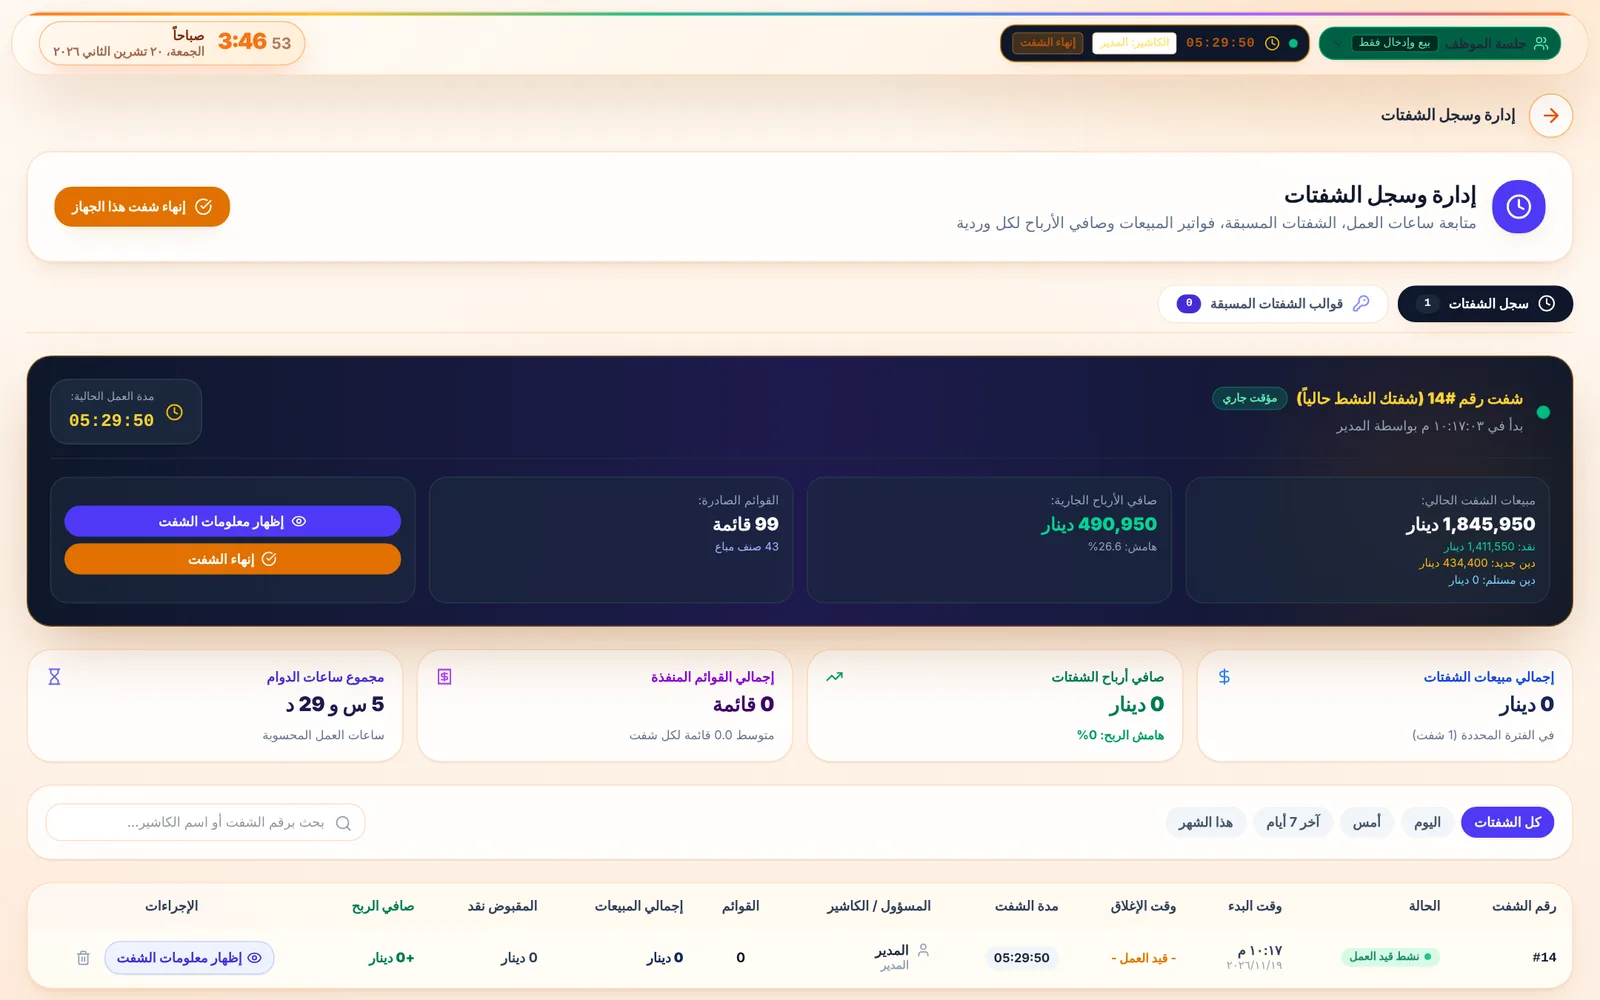 جلسة الموظف بيع وإدخال فقط
05:29:50 الكاشير: المدير إنهاء الشفت
3:46 53 صباحاً
الجمعة، ٢٠ تشرين الثاني ٢٠٢٦
إدارة وسجل الشفتات
إدارة وسجل الشفتات
متابعة ساعات العمل، الشفتات المسبقة، فواتير المبيعات وصافي الأرباح لكل وردية
إنهاء شفت هذا الجهاز
سجل الشفتات 1
قوالب الشفتات المسبقة 0
شفت رقم #14 (شفتك النشط حالياً) مؤقت جاري
بدأ في ١٠:١٧:٠٣ م بواسطة المدير
مدة العمل الحالية:
05:29:50
مبيعات الشفت الحالي:
1,845,950 دينار
نقد: 1,411,550 دينار
دين جديد: 434,400 دينار
دين مستلم: 0 دينار
صافي الأرباح الجارية:
490,950 دينار
هامش: 26.6%
القوائم الصادرة:
99 قائمة
43 صنف مباع
إظهار معلومات الشفت
إنهاء الشفت
إجمالي مبيعات الشفتات
0 دينار
في الفترة المحددة (1 شفت)
صافي أرباح الشفتات
0 دينار
هامش الربح: 0%
إجمالي القوائم المنفذة
0 قائمة
متوسط 0.0 قائمة لكل شفت
مجموع ساعات الدوام
5 س و 29 د
ساعات العمل المحسوبة
كل الشفتات اليوم أمس آخر 7 أيام هذا الشهر
بحث برقم الشفت أو اسم الكاشير...
رقم الشفت الحالة وقت البدء وقت الإغلاق مدة الشفت المسؤول / الكاشير القوائم إجمالي المبيعات المقبوض نقد صافي الربح الإجراءات
#14 نشط قيد العمل ١٠:١٧ م - قيد العمل - 05:29:50 المدير 0 0 دينار 0 دينار +0 دينار إظهار معلومات الشفت
٢٠٢٦/١١/١٩ المدير